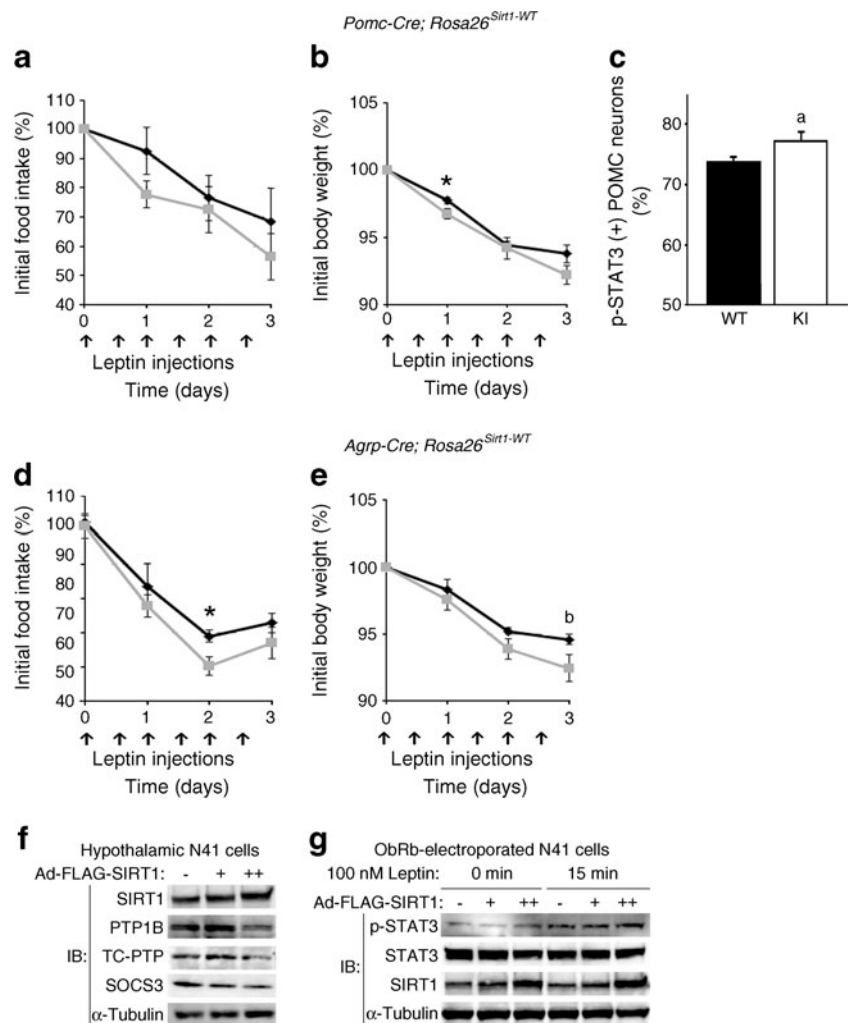 Pomc-Cre; Rosa26^Sirt1-WT
a
Initial food intake (%)
110
100
90
80
70
60
50
40
0 1 2 3
Leptin injections
Time (days)
b
Initial body weight (%)
105
100
95
90
*
0 1 2 3
Leptin injections
Time (days)
c
p-STAT3 (+) POMC neurons (%)
80
70
60
50
a
WT KI
Agrp-Cre; Rosa26^Sirt1-WT
d
Initial food intake (%)
110
100
90
80
70
60
50
40
*
0 1 2 3
Leptin injections
Time (days)
e
Initial body weight (%)
105
100
95
90
b
0 1 2 3
Leptin injections
Time (days)
f
Hypothalamic N41 cells
Ad-FLAG-SIRT1: - + ++
IB:
SIRT1
PTP1B
TC-PTP
SOCS3
α-Tubulin
g
ObRb-electroporated N41 cells
100 nM Leptin: 0 min 15 min
Ad-FLAG-SIRT1: - + ++ - + ++
IB:
p-STAT3
STAT3
SIRT1
α-Tubulin